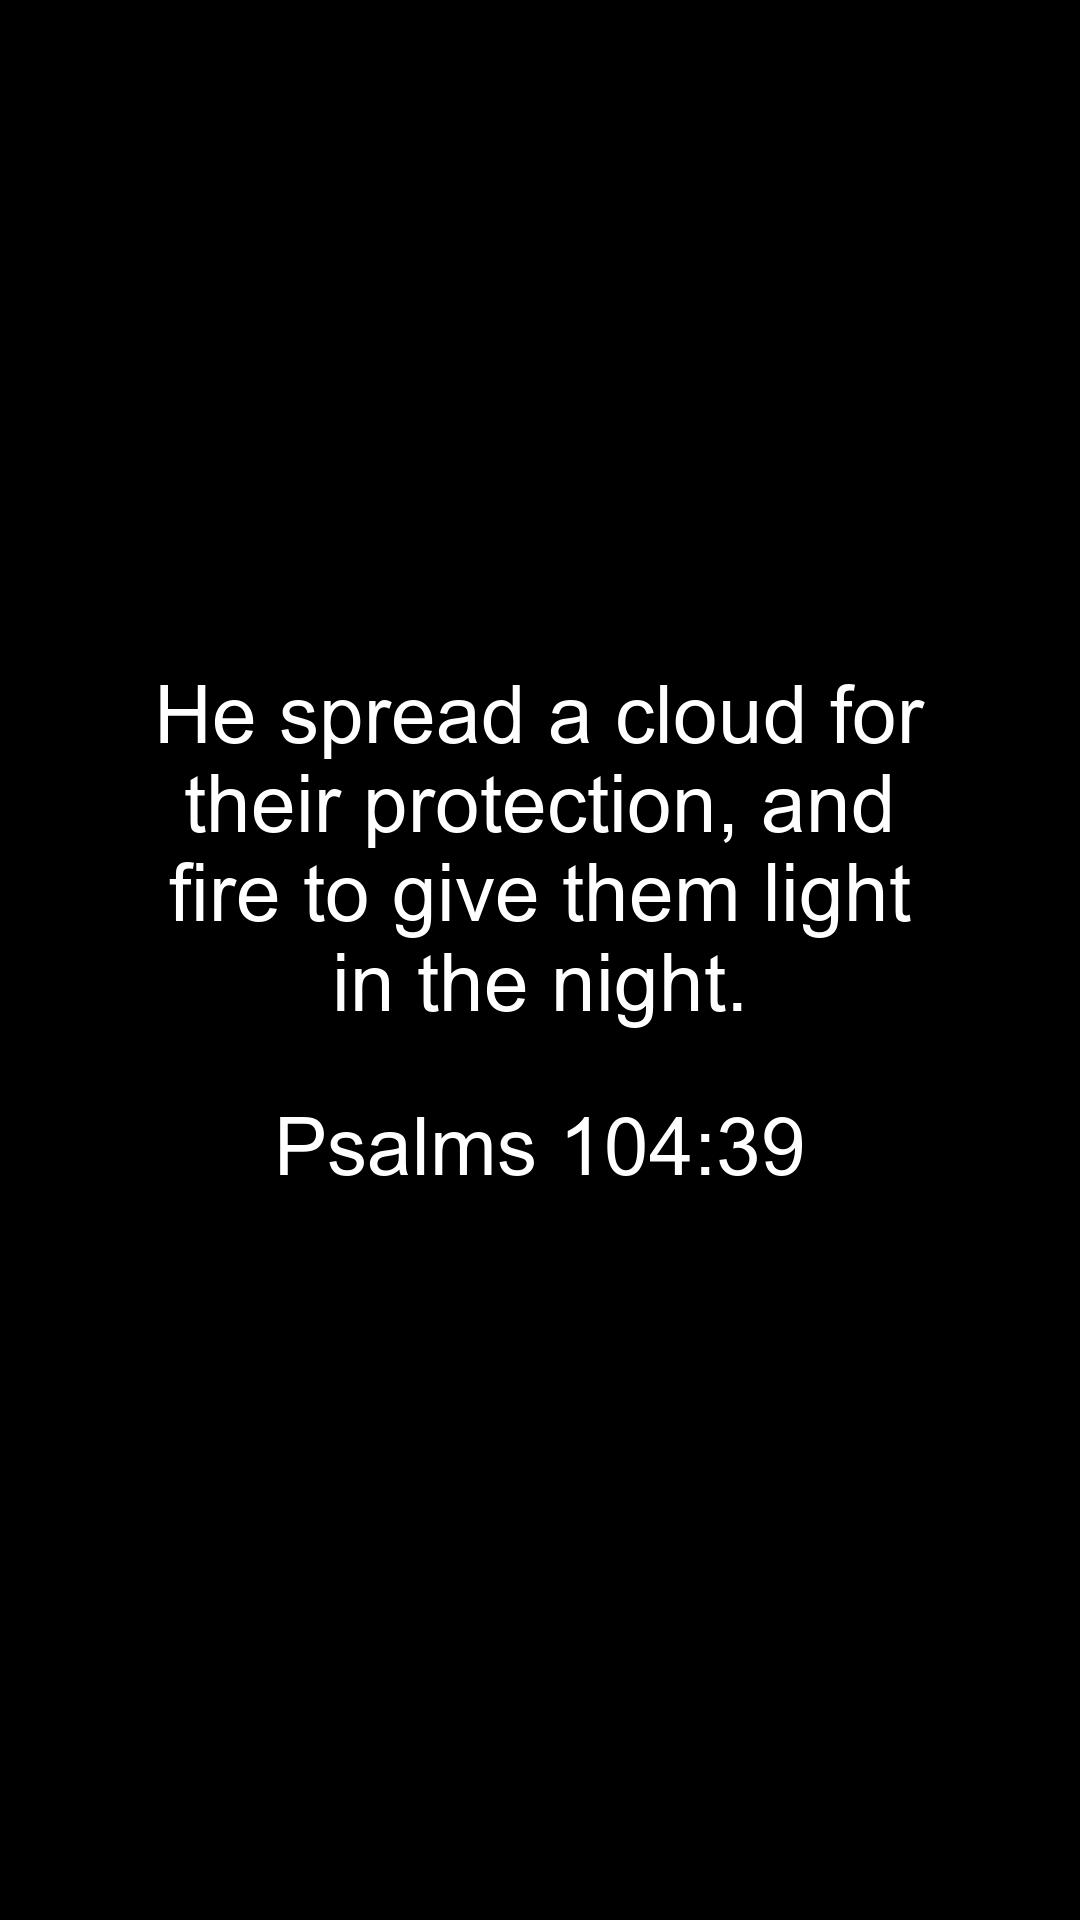 He spread a cloud for
their protection, and
fire to give them light
in the night.
Psalms 104:39